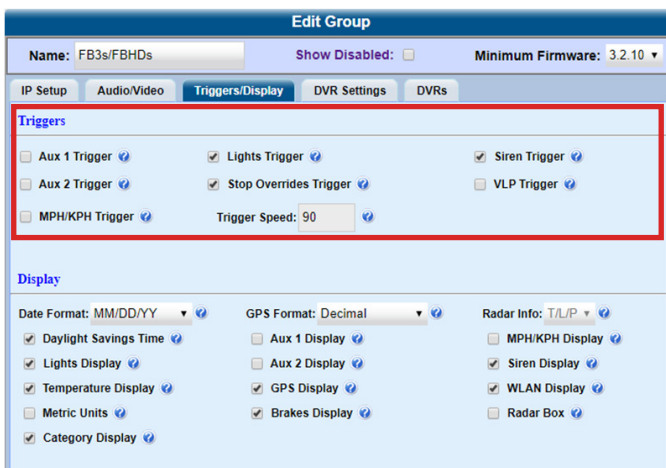 Edit Group
Name: FB3s/FBHDs Show Disabled: Minimum Firmware: 3.2.10
IP Setup Audio/Video Triggers/Display DVR Settings DVRs
Triggers
Aux 1 Trigger ? Lights Trigger ? Siren Trigger ?
Aux 2 Trigger ? Stop Overrides Trigger ? VLP Trigger ?
MPH/KPH Trigger ? Trigger Speed: 90 ?
Display
Date Format: MM/DD/YY ? GPS Format: Decimal ? Radar Info: T/L/P ?
Daylight Savings Time ? Aux 1 Display ? MPH/KPH Display ?
Lights Display ? Aux 2 Display ? Siren Display ?
Temperature Display ? GPS Display ? WLAN Display ?
Metric Units ? Brakes Display ? Radar Box ?
Category Display ?